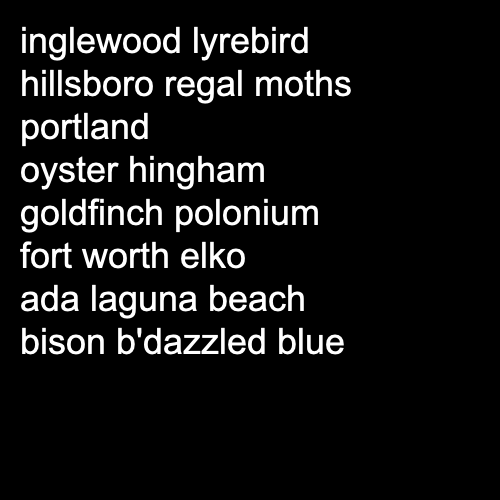 inglewood lyrebird
hillsboro regal moths
portland
oyster hingham
goldfinch polonium
fort worth elko
ada laguna beach
bison b'dazzled blue